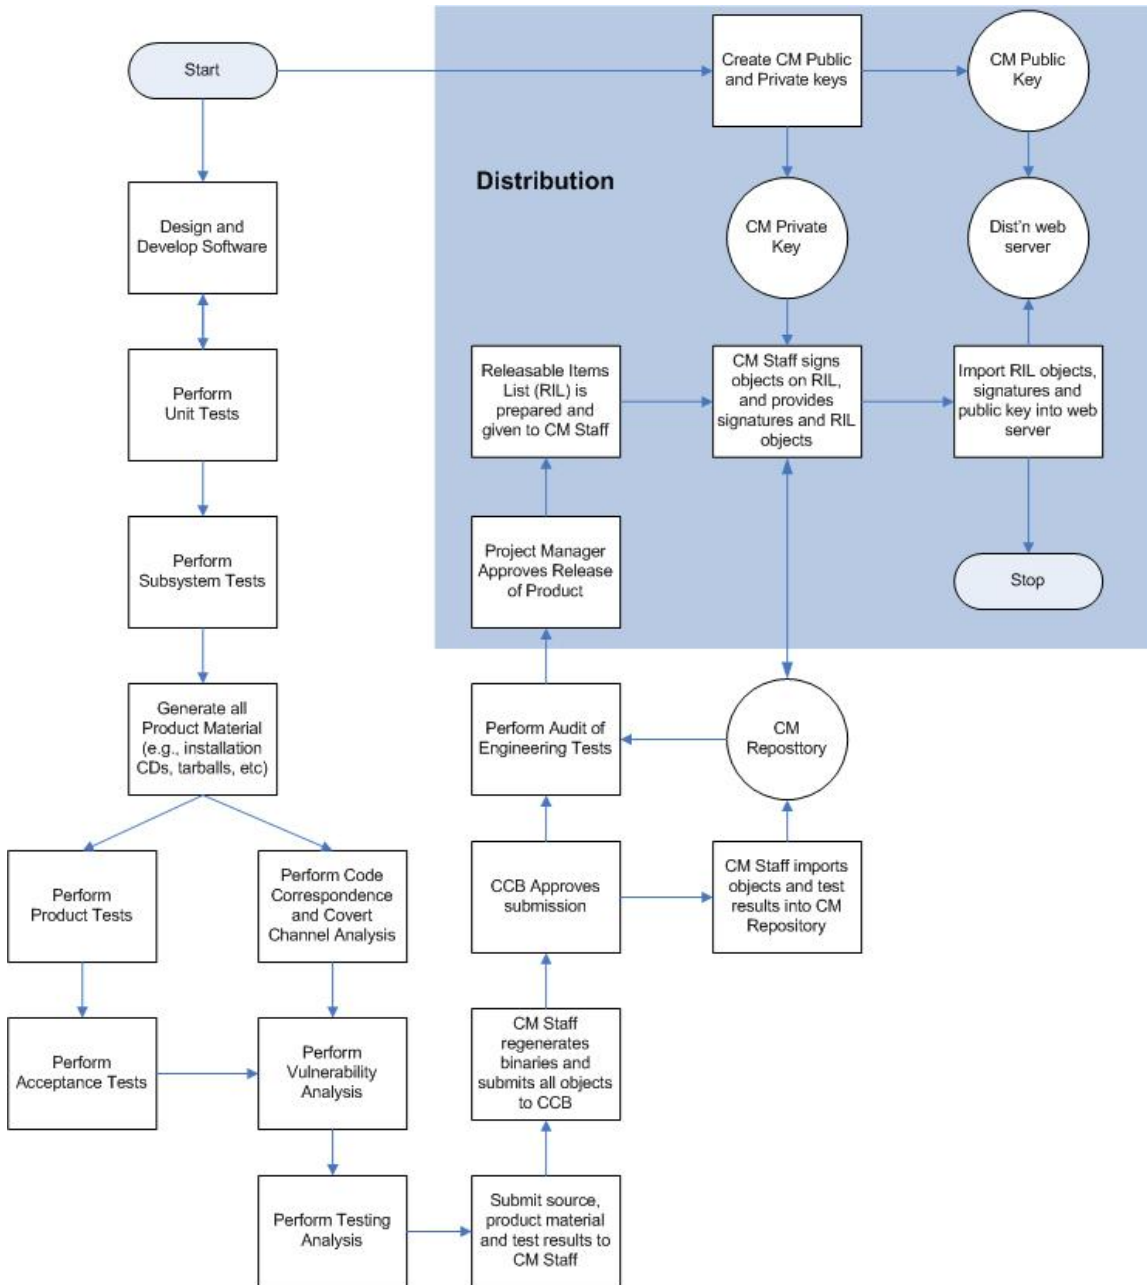 Start
Create CM Public
and Private keys
CM Public
Key
Distribution
Design and
Develop Software
CM Private
Key
Dist'n web
server
Perform
Unit Tests
Releasable Items
List (RIL) is
prepared and
given to CM Staff
CM Staff signs
objects on RIL,
and provides
signatures and RIL
objects
Import RIL objects,
signatures and
public key into web
server
Perform
Subsystem Tests
Project Manager
Approves Release
of Product
Stop
Generate all
Product Material
(e.g., installation
CDs, tarballs, etc)
Perform Audit of
Engineering Tests
CM
Reposttory
Perform
Product Tests
Perform Code
Correspondence
and Covert
Channel Analysis
CCB Approves
submission
CM Staff imports
objects and test
results into CM
Repository
Perform
Acceptance Tests
Perform
Vulnerability
Analysis
CM Staff
regenerates
binaries and
submits all objects
to CCB
Perform Testing
Analysis
Submit source,
product material
and test results to
CM Staff